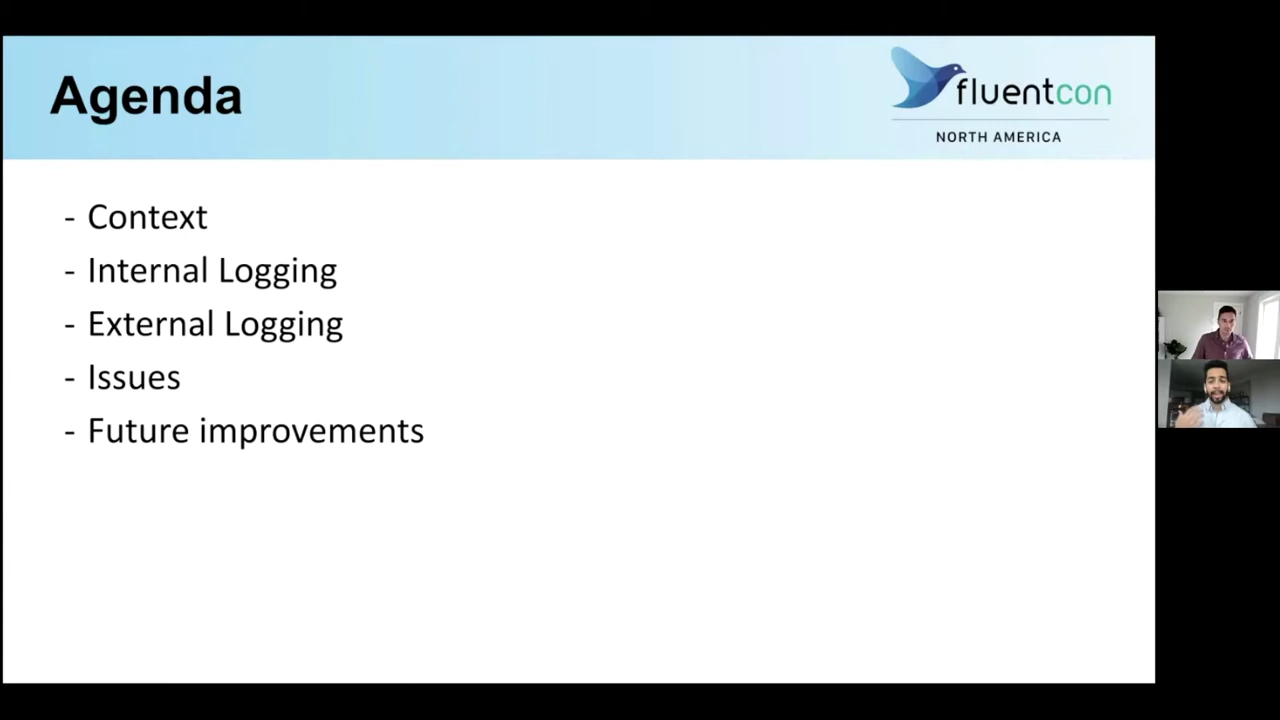 Agenda
fluentcon
NORTH AMERICA
- Context
- Internal Logging
- External Logging
- Issues
- Future improvements